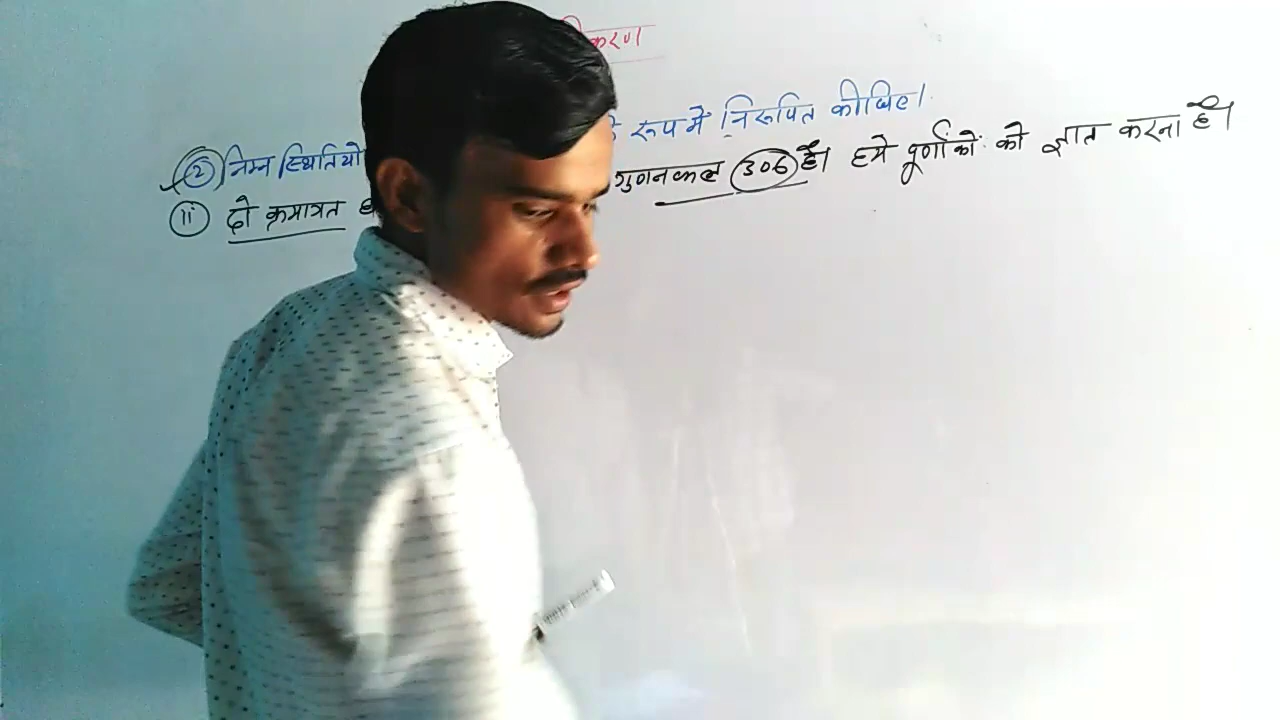 करण
② निम्न स्थितियो रूप में निरूपित कीजिए।
ⅱ दो क्रमागत गुणनफल 306 है। हमे पूर्णांकों को ज्ञात करना है।